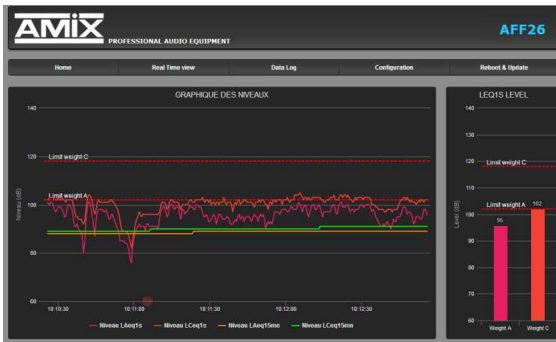 AMIX
PROFESSIONAL AUDIO EQUIPMENT
AFF26
Home
Real Time view
Data Log
Configuration
Reboot & Update
GRAPHIQUE DES NIVEAUX
140
120
100
80
60
Niveau (dB)
Limit weight C
Limit weight A
10:10:30
10:11:00
10:11:30
10:12:00
10:12:30
Niveau LAeq1s
Niveau LCeq1s
Niveau LAeq15mn
Niveau LCeq15mn
LEQ1S LEVEL
140
130
120
110
100
90
80
70
60
Level (dB)
Limit weight C
Limit weight A
95
102
Weight A
Weight C